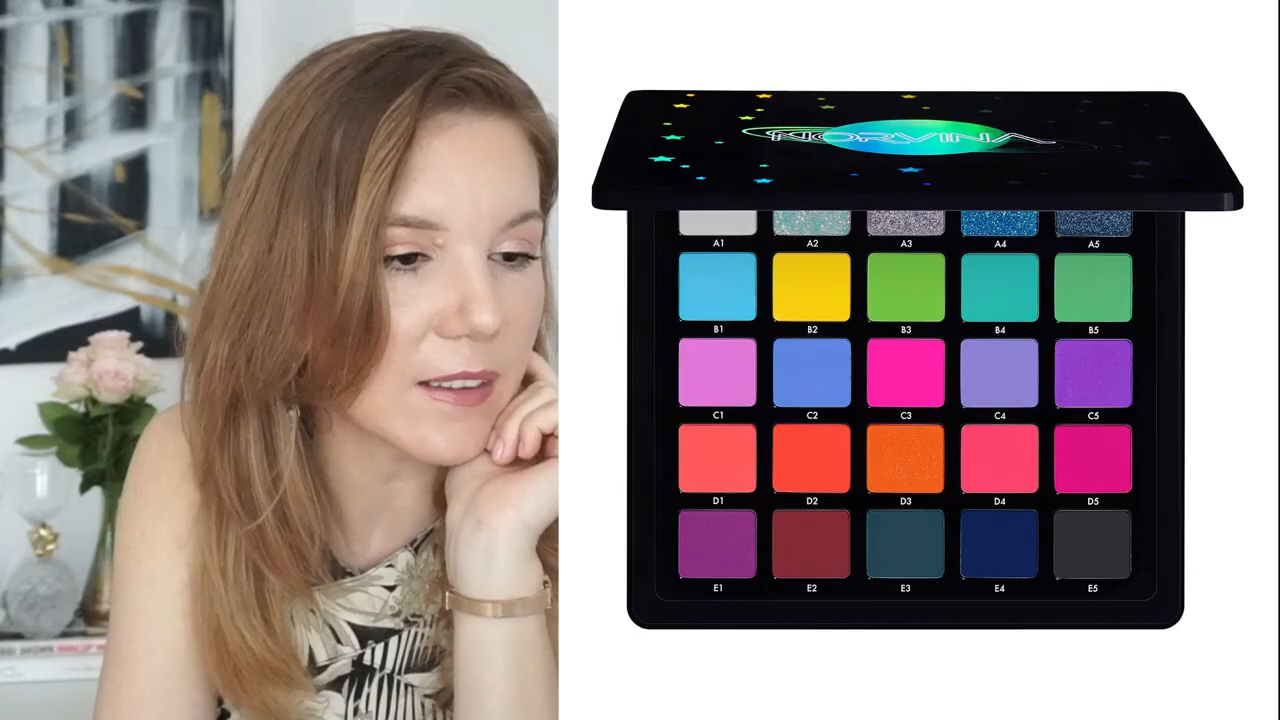 NORVINA
A1 A2 A3 A4 A5
B1 B2 B3 B4 B5
C1 C2 C3 C4 C5
D1 D2 D3 D4 D5
E1 E2 E3 E4 E5